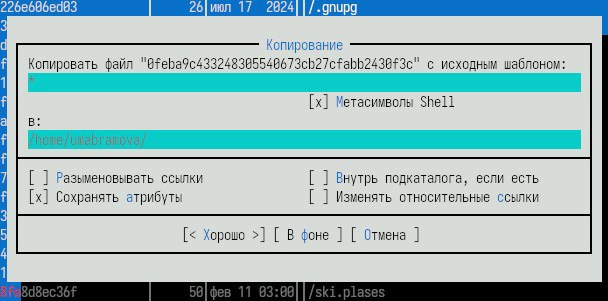 226e606ed03 | 26|июл 17 2024||/.gnupg
Копирование
Копировать файл "0feba9c433248305540673cb27cfabb2430f3c" с исходным шаблоном:
*
[x] Метасимволы Shell
в:
/home/umabramova/
[ ] Разыменовывать ссылки [ ] Внутрь подкаталога, если есть
[x] Сохранять атрибуты [ ] Изменять относительные ссылки
[< Хорошо >] [ В фоне ] [ Отмена ]
8fe8d8ec36f | 50|фев 11 03:00||/ski.plases